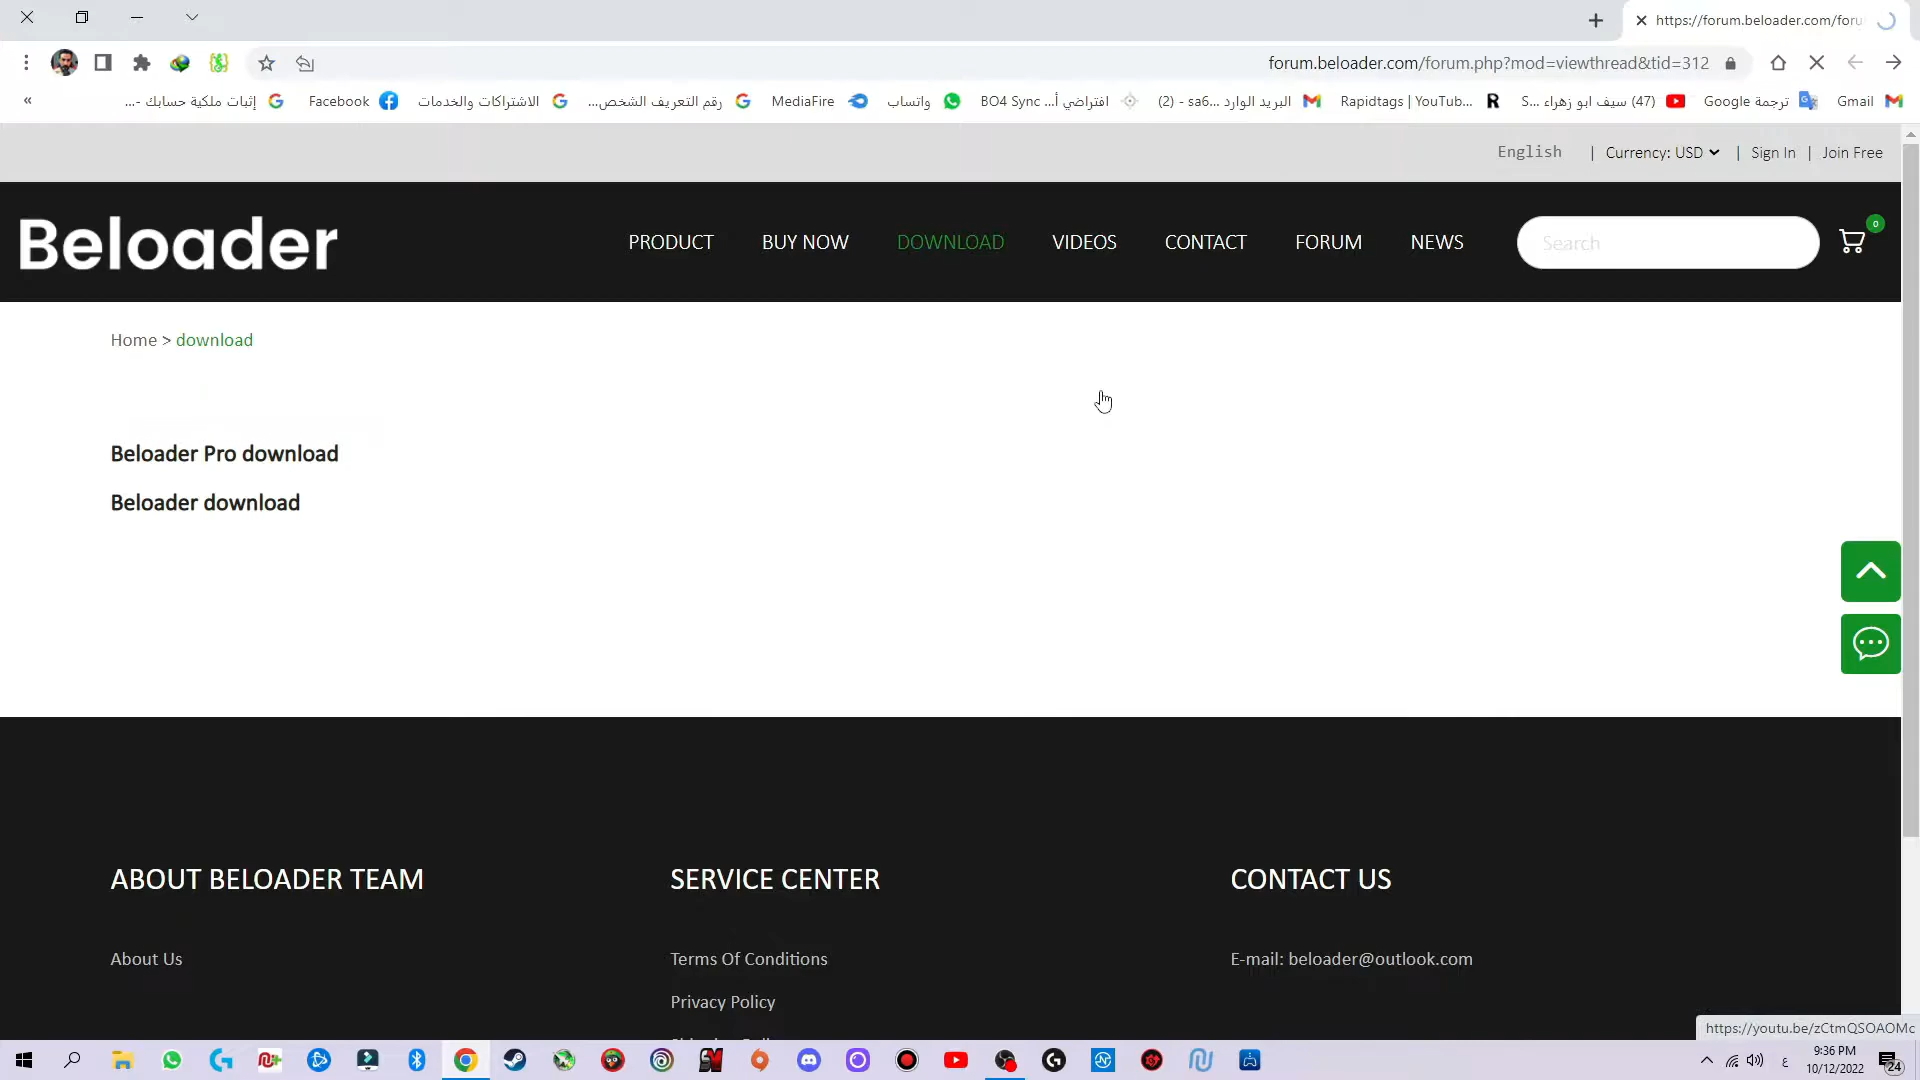 https://forum.beloader.com/foru
forum.beloader.com/forum.php?mod=viewthread&tid=312
«
إثبات ملكية حسابك -...
Facebook
الاشتراكات والخدمات
رقم التعريف الشخص...
MediaFire
واتساب
BO4 Sync افتراضي أ...
البريد الوارد (2) - sa6...
Rapidtags | YouTub...
(47) سيف ابو زهراء S...
ترجمة Google
Gmail
English | Currency: USD | Sign In | Join Free
Beloader
PRODUCT BUY NOW DOWNLOAD VIDEOS CONTACT FORUM NEWS Search 0
Home > download
Beloader Pro download
Beloader download
ABOUT BELOADER TEAM SERVICE CENTER CONTACT US
About Us Terms Of Conditions E-mail: beloader@outlook.com
Privacy Policy
https://youtu.be/zCtmQSOAOMc
ع
9:36 PM
10/12/2022
24